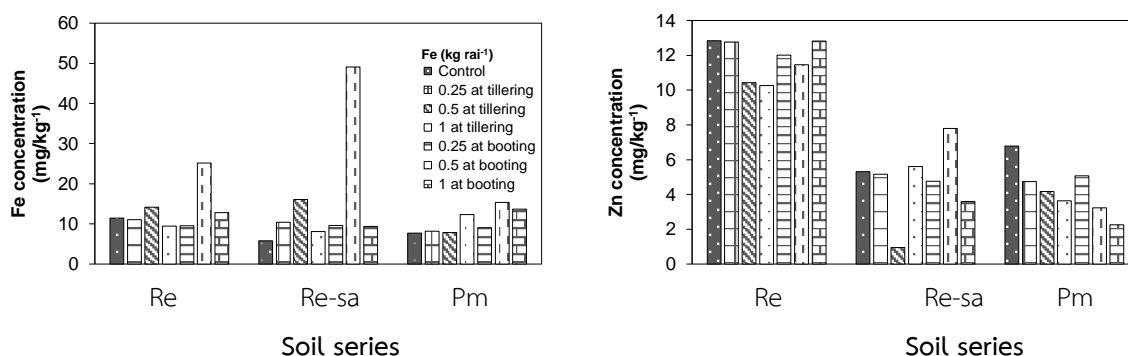 Fe concentration
(mg/kg⁻¹)
60
50
40
30
20
10
0
Fe (kg rai⁻¹)
Control
0.25 at tillering
0.5 at tillering
1 at tillering
0.25 at booting
0.5 at booting
1 at booting
Re Re-sa Pm
Soil series
Zn concentration
(mg/kg⁻¹)
14
12
10
8
6
4
2
0
Re Re-sa Pm
Soil series